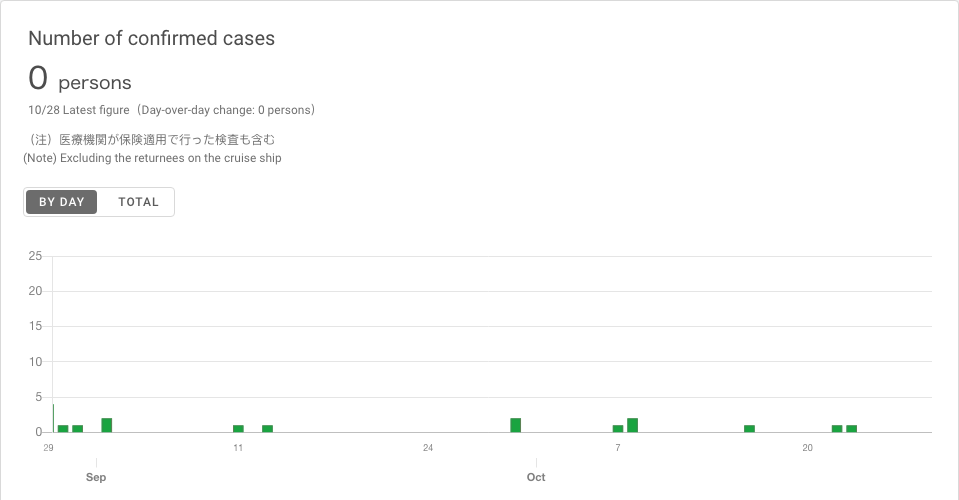 Number of confirmed cases
0 persons
10/28 Latest figure（Day-over-day change: 0 persons）
（注）医療機関が保険適用で行った検査も含む
(Note) Excluding the returnees on the cruise ship
BY DAY TOTAL
25
20
15
10
5
0
29 11 24 7 20
Sep Oct